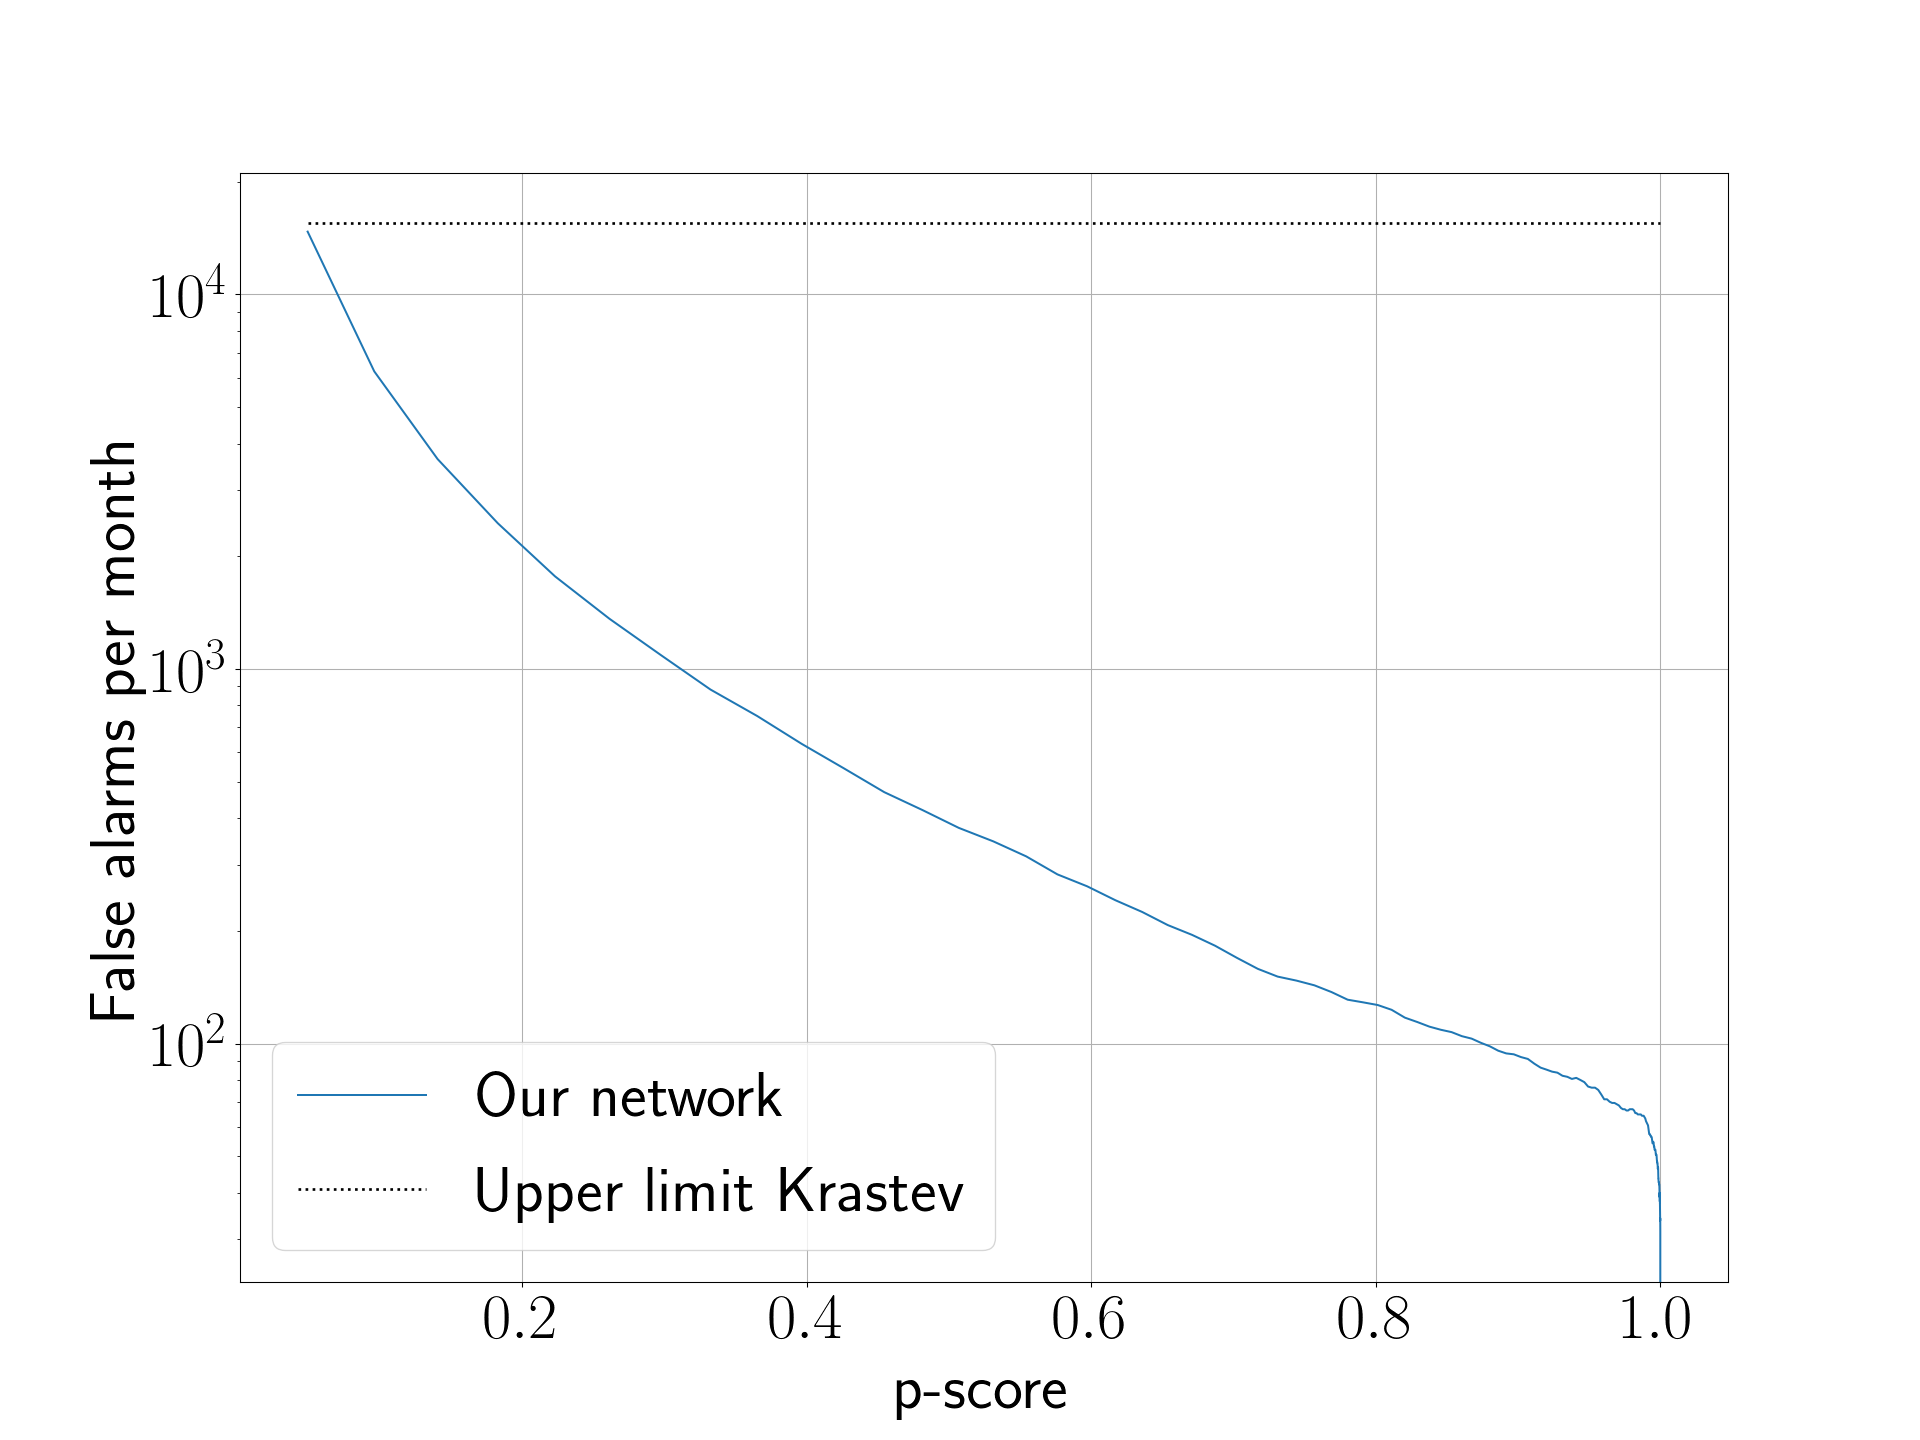 False alarms per month
10^4
10^3
10^2
Our network
Upper limit Krastev
0.2 0.4 0.6 0.8 1.0
p-score